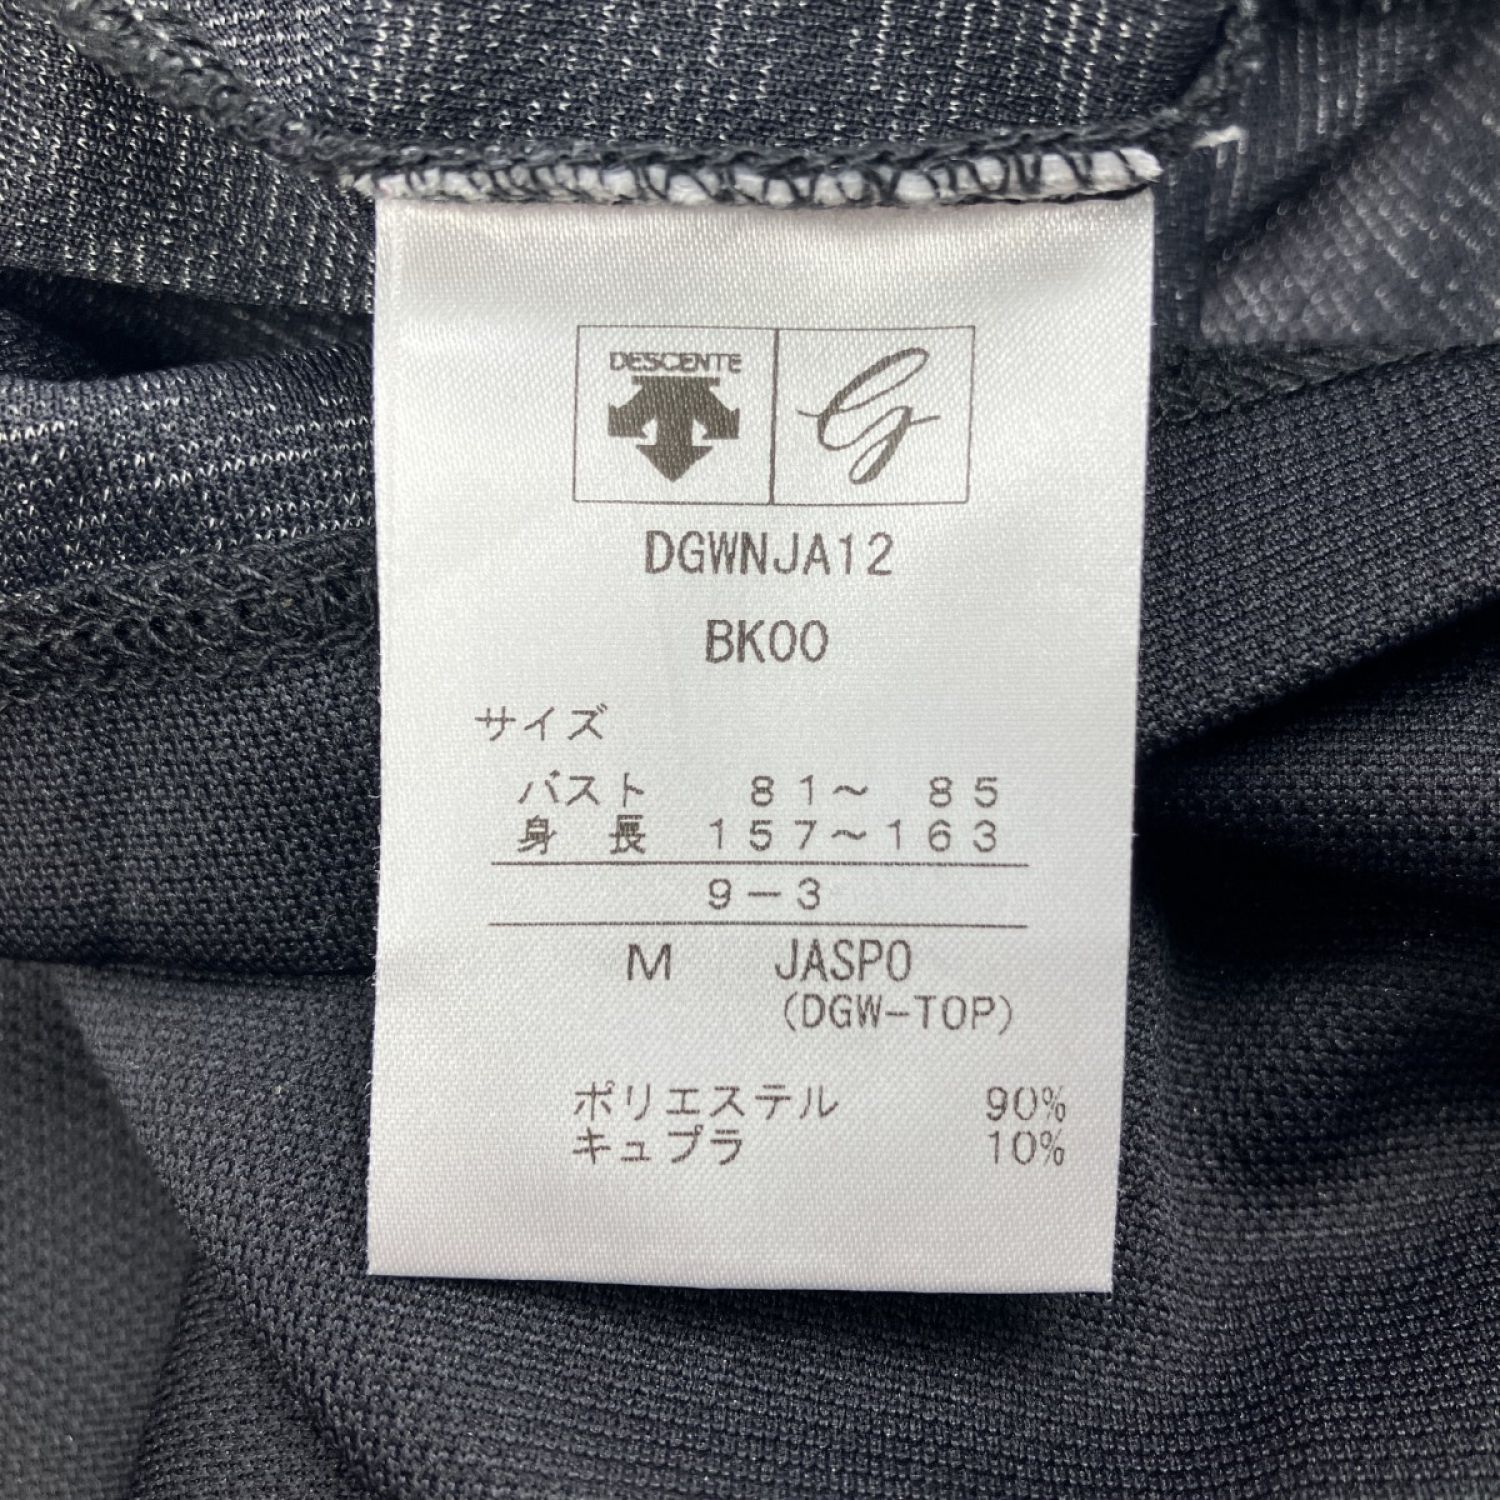 DESCENTE
G
DGWNJA12
BK00
サイズ
バスト 81～ 85
身 長 157～163
9－3
M JASPO
(DGW-TOP)
ポリエステル 90%
キュプラ 10%